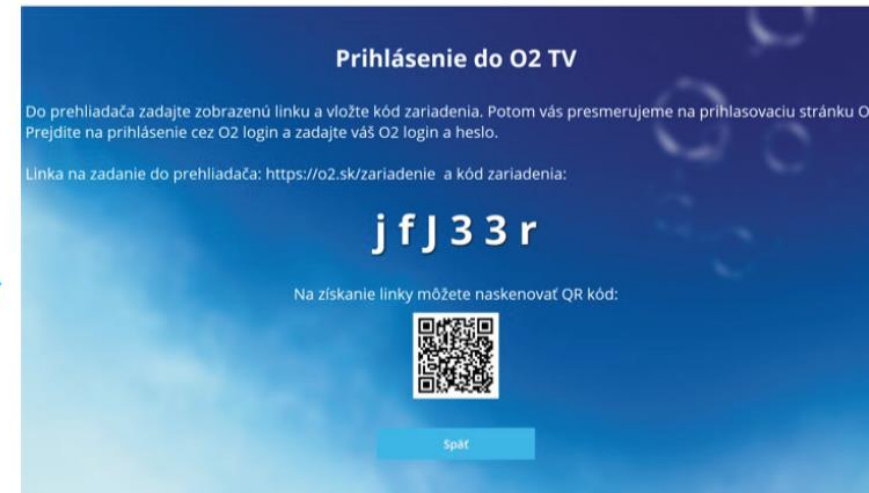 Prihlásenie do O2 TV
Do prehliadača zadajte zobrazenú linku a vložte kód zariadenia. Potom vás presmerujeme na prihlasovaciu stránku O
Prejdite na prihlásenie cez O2 login a zadajte váš O2 login a heslo.
Linka na zadanie do prehliadača: https://o2.sk/zariadenie a kód zariadenia:
j f J 3 3 r
Na získanie linky môžete naskenovať QR kód:
Späť